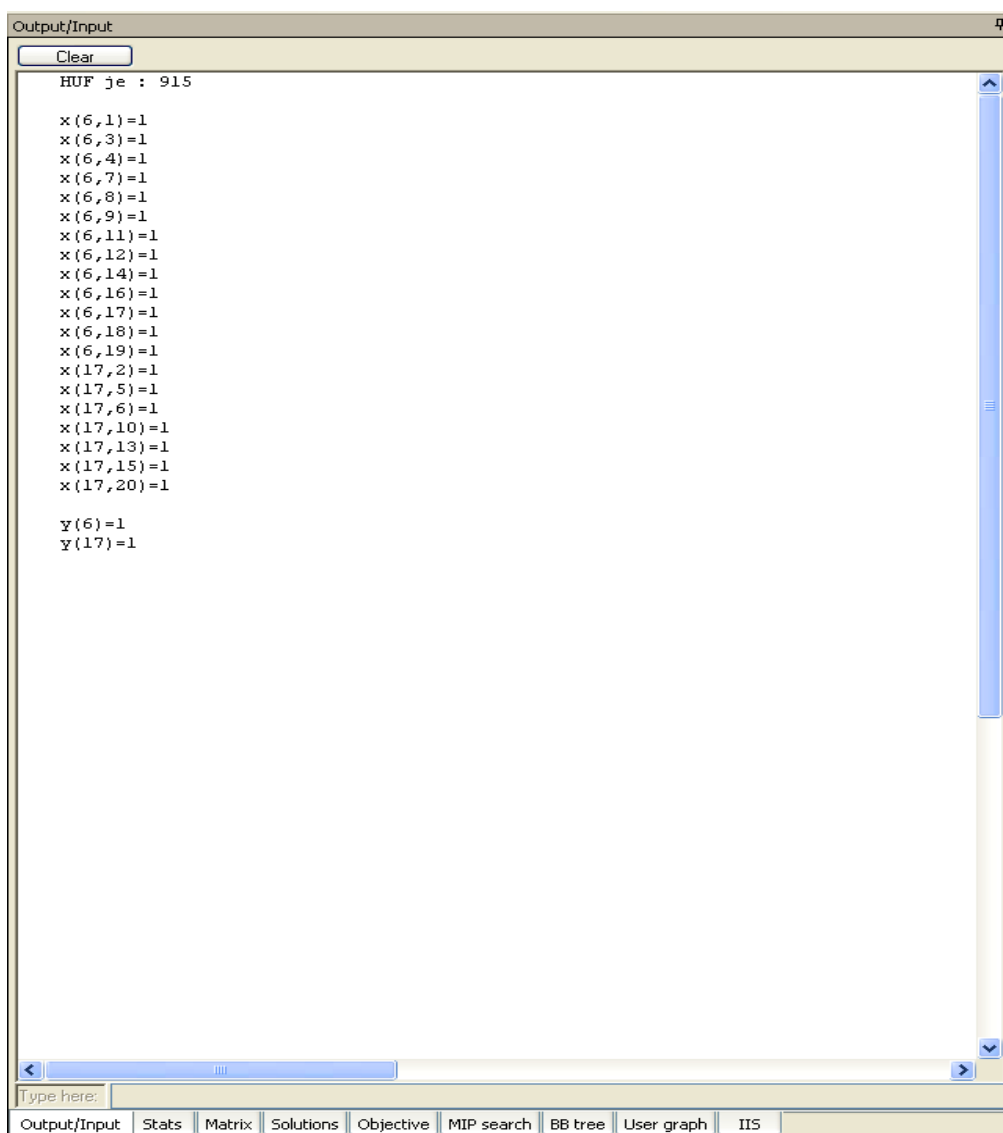 Output/Input
Clear
HUF je : 915
x(6,1)=1
x(6,3)=1
x(6,4)=1
x(6,7)=1
x(6,8)=1
x(6,9)=1
x(6,11)=1
x(6,12)=1
x(6,14)=1
x(6,16)=1
x(6,17)=1
x(6,18)=1
x(6,19)=1
x(17,2)=1
x(17,5)=1
x(17,6)=1
x(17,10)=1
x(17,13)=1
x(17,15)=1
x(17,20)=1
y(6)=1
y(17)=1
Type here:
Output/Input Stats Matrix Solutions Objective MIP search BB tree User graph IIS